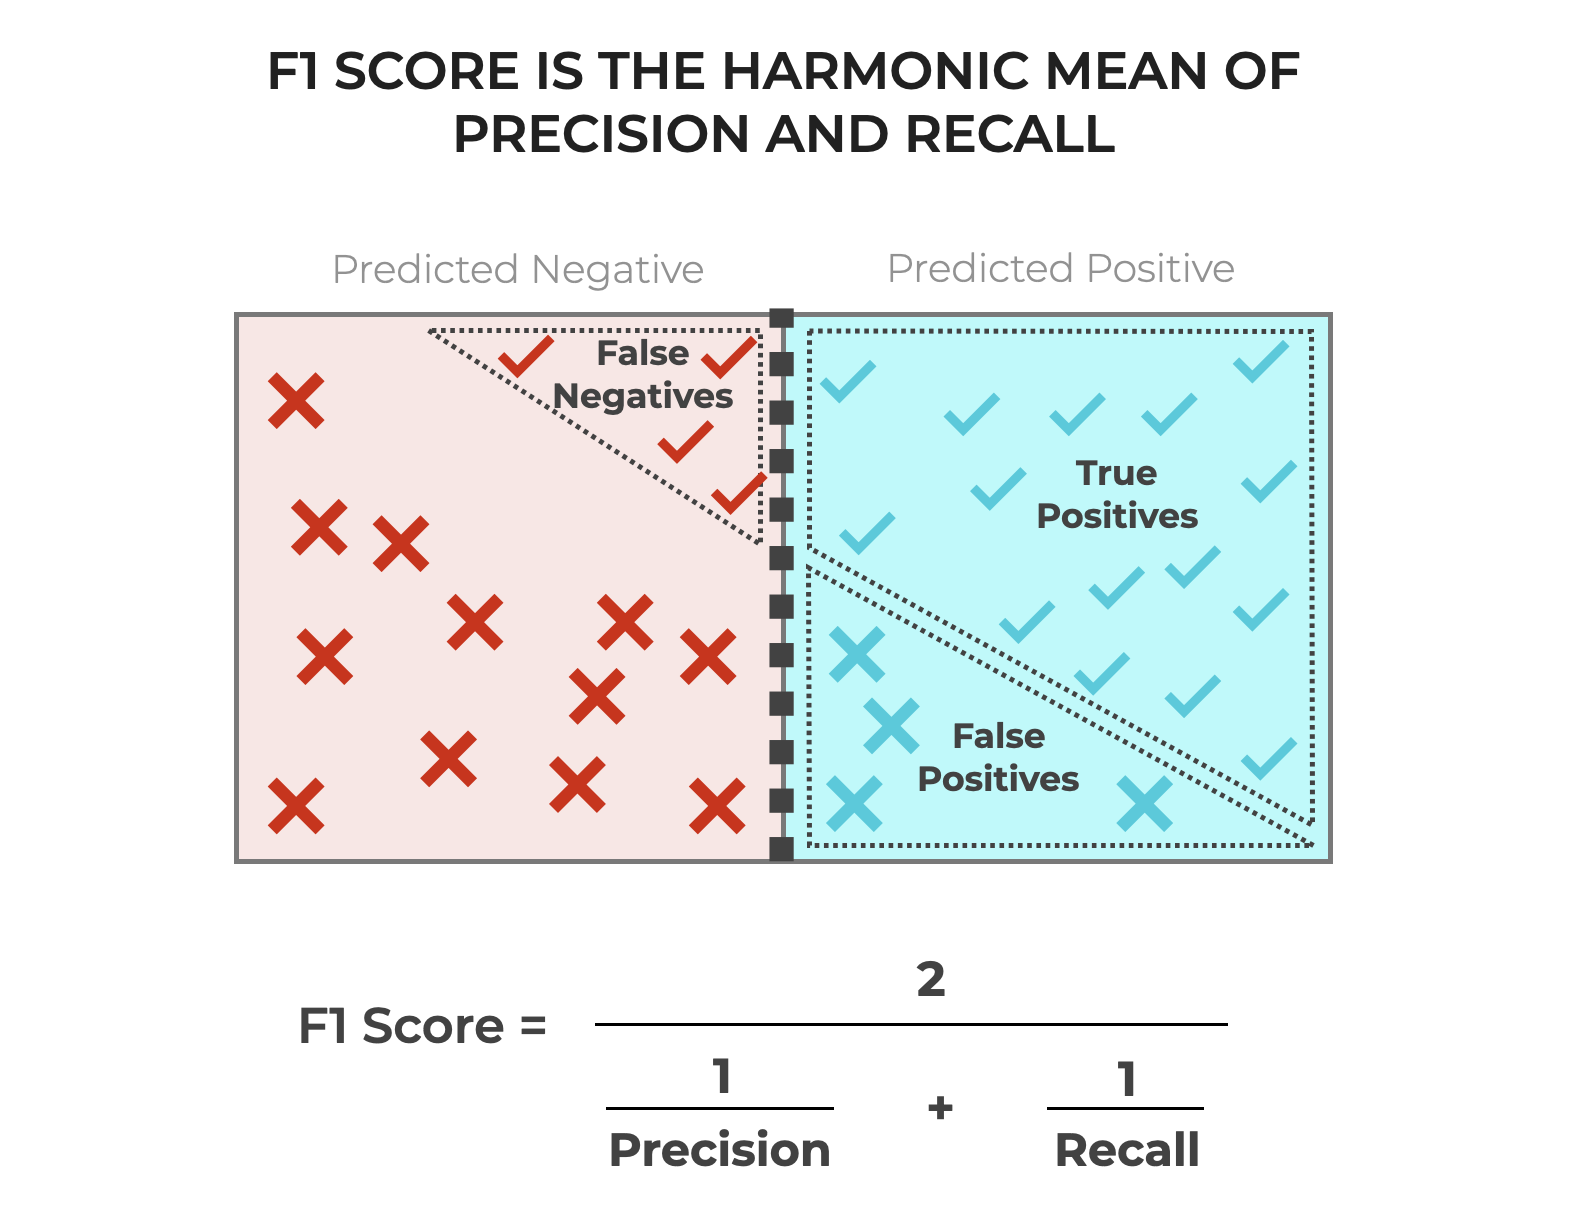 F1 SCORE IS THE HARMONIC MEAN OF
PRECISION AND RECALL
Predicted Negative
Predicted Positive
False
Negatives
True
Positives
False
Positives
F1 Score =
2
1
Precision
+
1
Recall